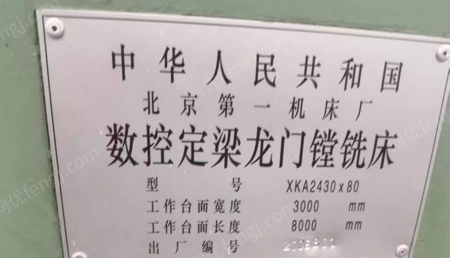 中华人民共和国
北京第一机床厂
数控定梁龙门镗铣床
型 号 XKA2430x80
工作台面宽度 3000 mm
工作台面长度 8000 mm
出厂编号